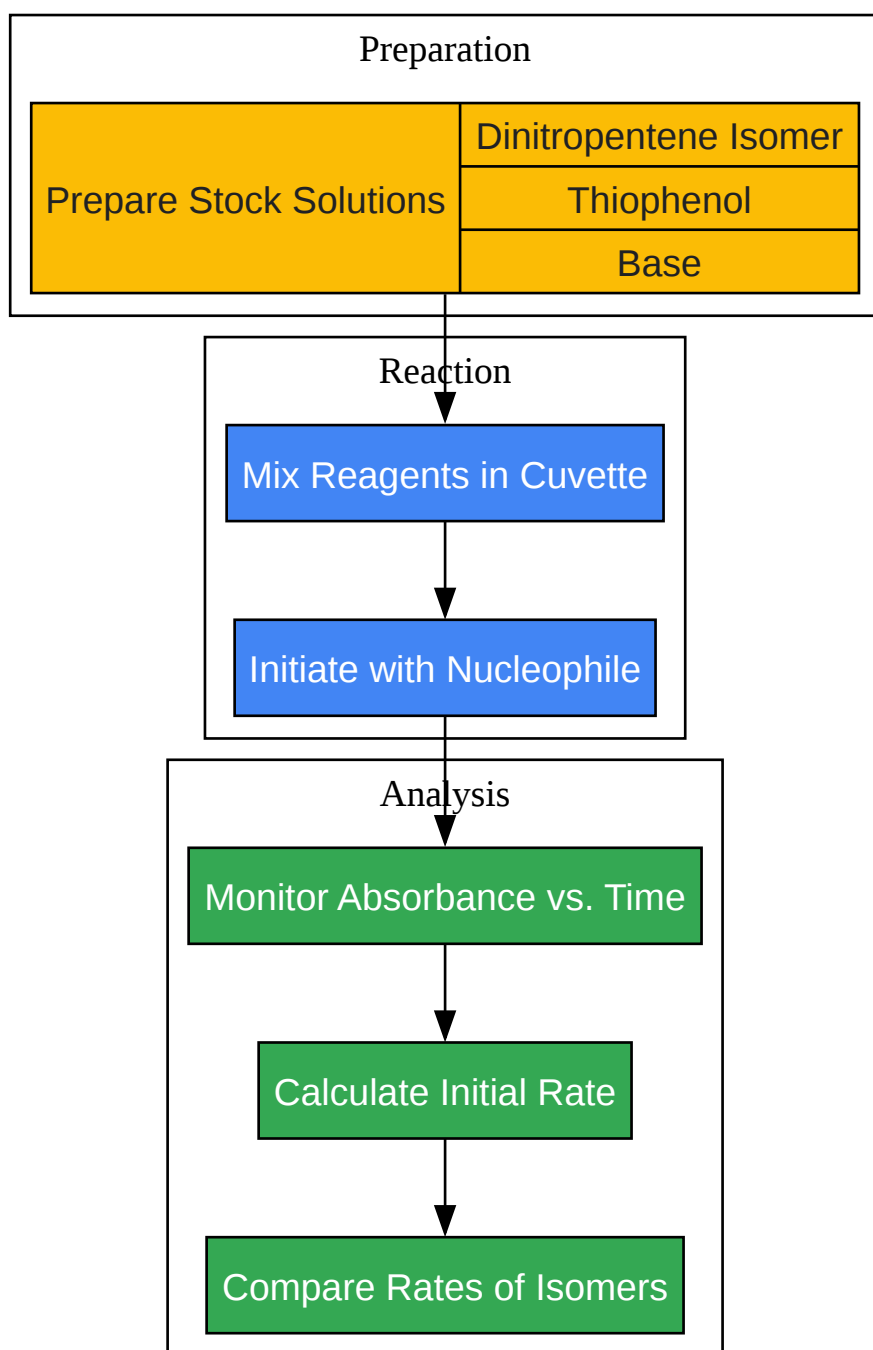 Preparation
Prepare Stock Solutions
Dinitropentene Isomer
Thiophenol
Base
Reaction
Mix Reagents in Cuvette
Initiate with Nucleophile
Analysis
Monitor Absorbance vs. Time
Calculate Initial Rate
Compare Rates of Isomers